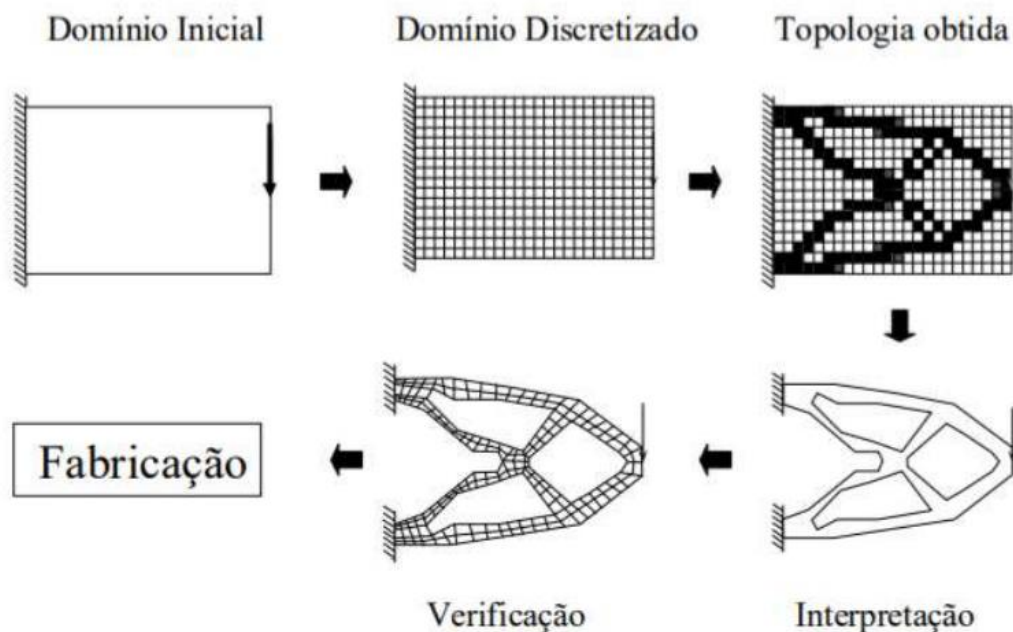 Domínio Inicial
Domínio Discretizado
Topologia obtida
Fabricação
Verificação
Interpretação